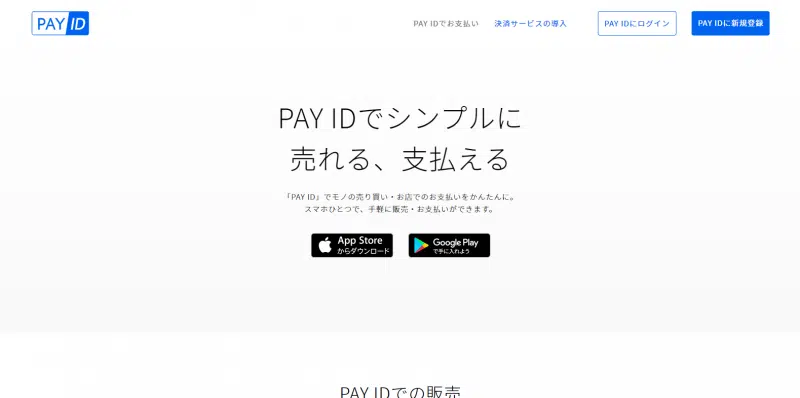 PAY ID
PAY IDでお支払い
決済サービスの導入
PAY IDにログイン
PAY IDに新規登録
PAY IDでシンプルに
売れる、支払える
「PAY ID」でモノの売り買い・お店でのお支払いをかんたんに。
スマホひとつで、手軽に販売・お支払いができます。
App Store
からダウンロード
Google Play
で手に入れよう
PAY IDでの販売